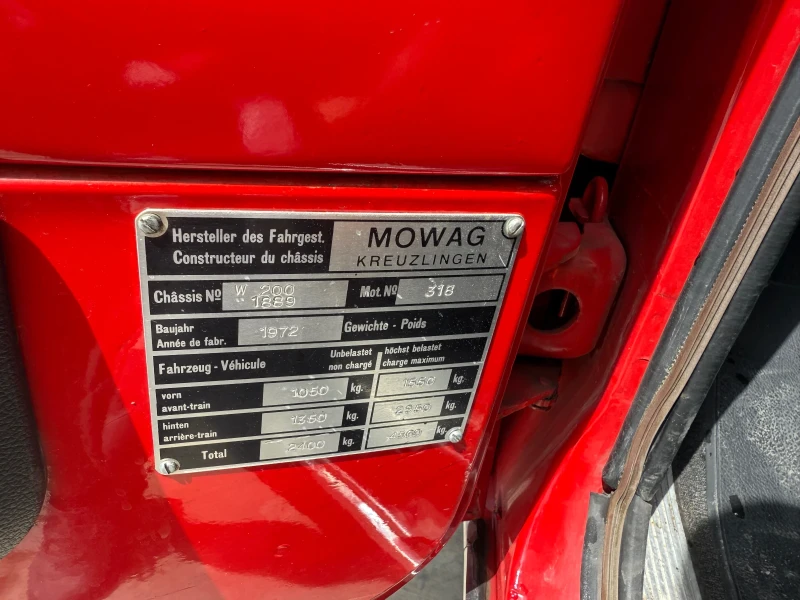 Hersteller des Fahrgest.
Constructeur du châssis
MOWAG
KREUZLINGEN
Châssis No W 200
1889
Mot. No 318
Baujahr
Année de fabr.
1972
Gewichte - Poids
Fahrzeug - Véhicule
Unbelastet
non chargé
höchst belastet
charge maximum
vorn
avant-train
1050 kg.
1550 kg.
hinten
arrière-train
1350 kg.
kg.
Total
2400 kg.
kg.